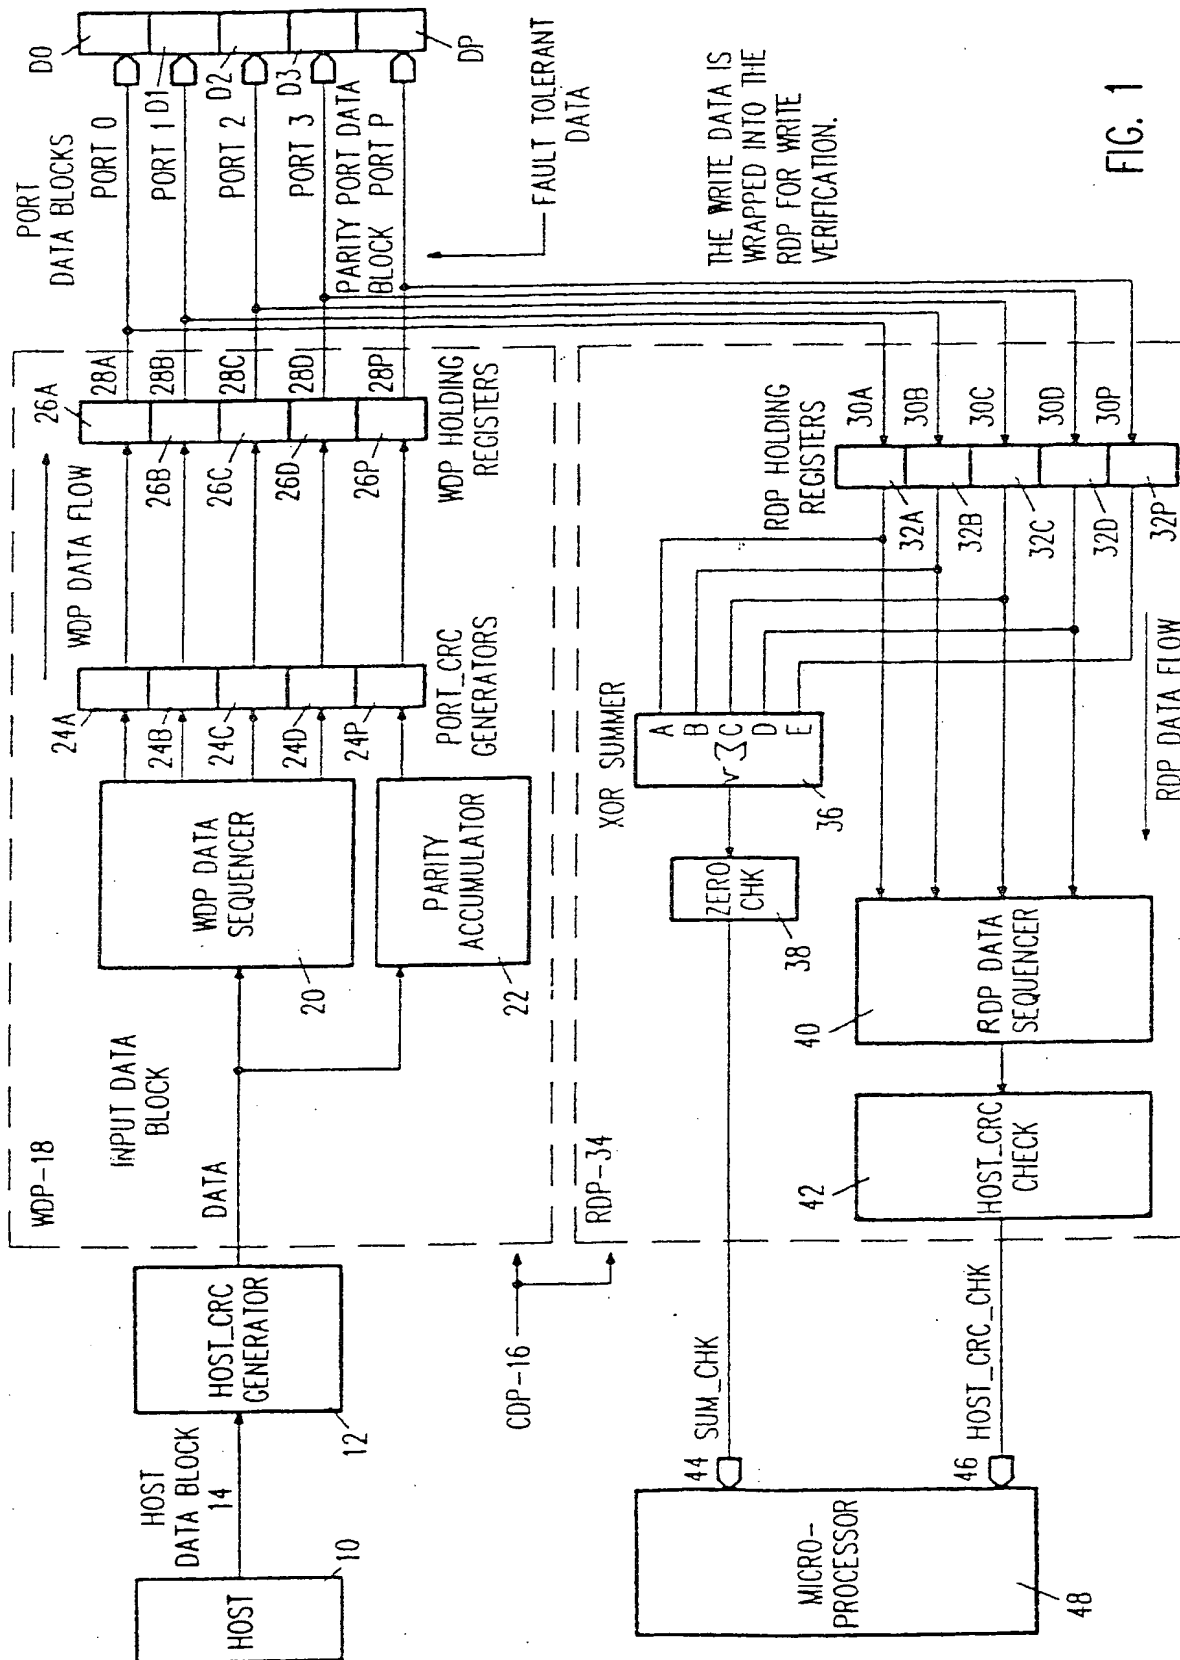 HOST
10
HOST
DATA BLOCK
14
HOST_CRC
GENERATOR
12
WDP-18
DATA
INPUT DATA
BLOCK
WDP DATA
SEQUENCER
20
PARITY
ACCUMULATOR
22
24A
24B
24C
24D
24P
PORT_CRC
GENERATORS
WDP DATA FLOW
26A
26B
26C
26D
26P
WDP HOLDING
REGISTERS
28A
28B
28C
28D
28P
PORT
DATA BLOCKS
PORT 0
PORT 1
PORT 2
PORT 3
PARITY PORT DATA
BLOCK PORT P
D0
D1
D2
D3
DP
FAULT TOLERANT
DATA
THE WRITE DATA IS
WRAPPED INTO THE
RDP FOR WRITE
VERIFICATION.
CDP-16
RDP-34
MICRO-
PROCESSOR
48
44
SUM_CHK
46
HOST_CRC_CHK
ZERO
CHK
38
XOR SUMMER
A
B
C
D
E
V Σ
36
HOST_CRC
CHECK
42
RDP DATA
SEQUENCER
40
RDP HOLDING
REGISTERS
30A
30B
30C
30D
30P
32A
32B
32C
32D
32P
RDP DATA FLOW
FIG. 1